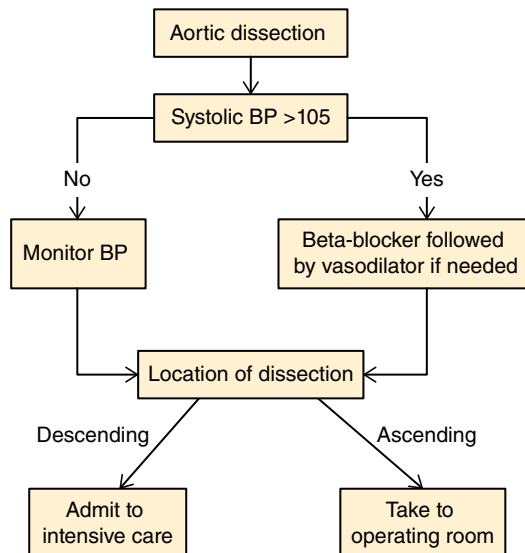 Aortic dissection
Systolic BP >105
No
Yes
Monitor BP
Beta-blocker followed
by vasodilator if needed
Location of dissection
Descending
Ascending
Admit to
intensive care
Take to
operating room